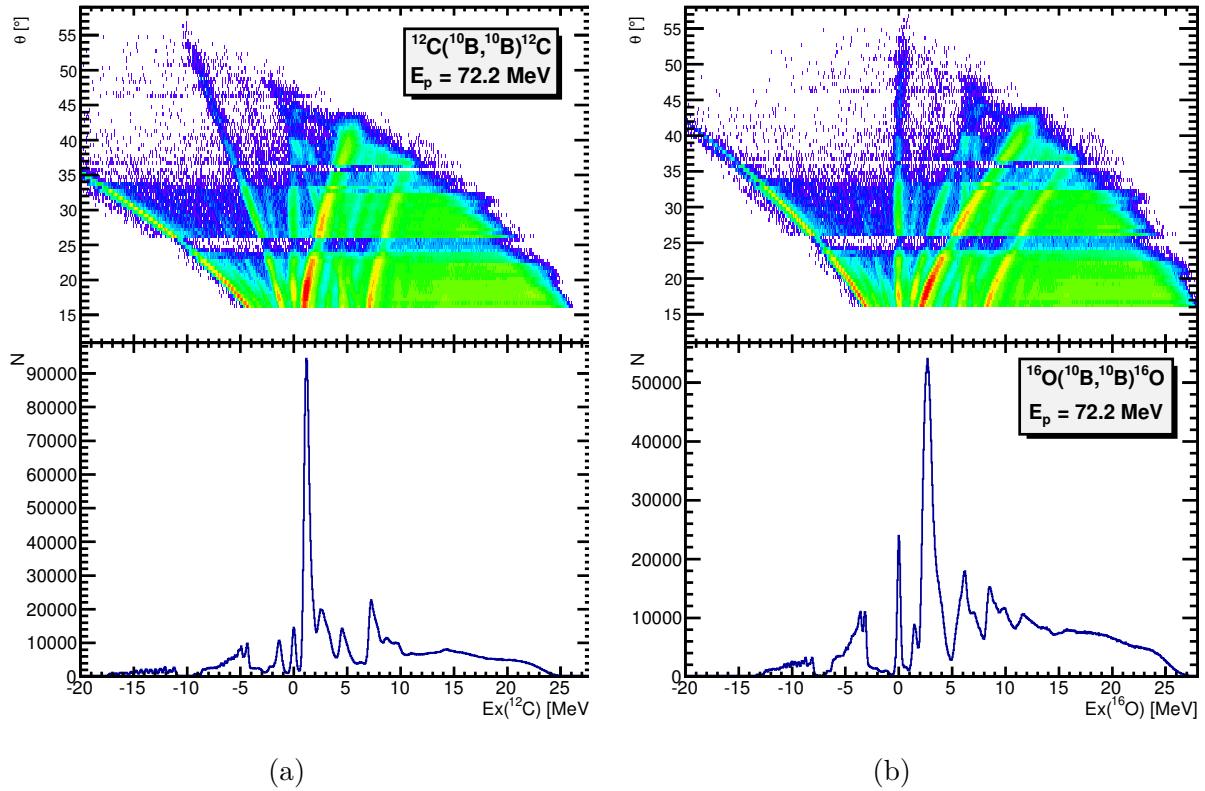 θ [°]
55
50
45
40
35
30
25
20
15
¹²C(¹⁰B,¹⁰B)¹²C
Eₚ = 72.2 MeV
N
90000
80000
70000
60000
50000
40000
30000
20000
10000
0
-20 -15 -10 -5 0 5 10 15 20 25
Ex(¹²C) [MeV
(a)
θ [°]
55
50
45
40
35
30
25
20
15
N
¹⁶O(¹⁰B,¹⁰B)¹⁶O
Eₚ = 72.2 MeV
50000
40000
30000
20000
10000
0
-20 -15 -10 -5 0 5 10 15 20 25
Ex(¹⁶O) [MeV]
(b)